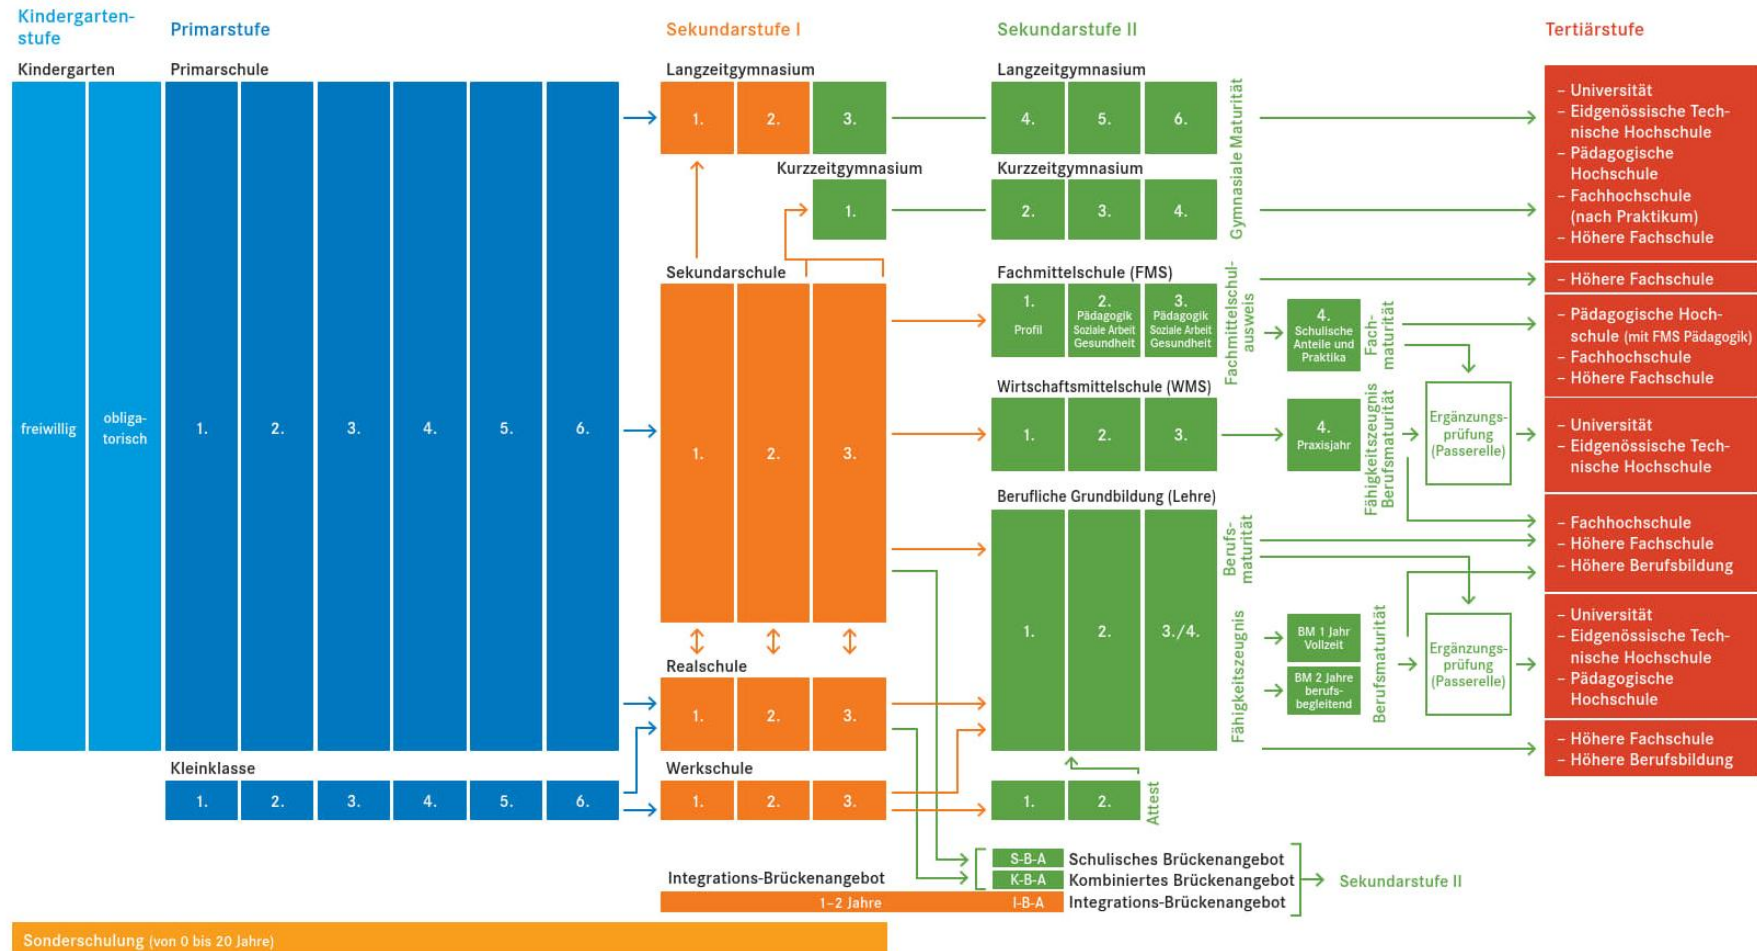 Kindergarten-
stufe
Primarstufe
Sekundarstufe I
Sekundarstufe II
Tertiärstufe
Kindergarten
freiwillig
obliga-
torisch
Primarschule
1.
2.
3.
4.
5.
6.
Kleinklasse
1.
2.
3.
4.
5.
6.
Langzeitgymnasium
1.
2.
3.
Kurzzeitgymnasium
1.
Sekundarschule
1.
2.
3.
Realschule
1.
2.
3.
Werkschule
1.
2.
3.
Integrations-Brückenangebot
1–2 Jahre
I-B-A
Integrations-Brückenangebot
Langzeitgymnasium
4.
5.
6.
Kurzzeitgymnasium
2.
3.
4.
Gymnasiale Maturität
Fachmittelschule (FMS)
1.
Profil
2.
Pädagogik
Soziale Arbeit
Gesundheit
3.
Pädagogik
Soziale Arbeit
Gesundheit
Fachmittelschul-
ausweis
4.
Schulische
Anteile und
Praktika
Fach-
maturität
Wirtschaftsmittelschule (WMS)
1.
2.
3.
4.
Praxisjahr
Fähigkeitszeugnis
Berufsmaturität
Ergänzungs-
prüfung
(Passerelle)
Berufliche Grundbildung (Lehre)
1.
2.
3./4.
Berufs-
maturität
Fähigkeitszeugnis
BM 1 Jahr
Vollzeit
BM 2 Jahre
berufs-
begleitend
Berufsmaturität
Ergänzungs-
prüfung
(Passerelle)
1.
2.
Attest
S-B-A
Schulisches Brückenangebot
K-B-A
Kombiniertes Brückenangebot
Sekundarstufe II
– Universität
– Eidgenössische Tech-
nische Hochschule
– Pädagogische
Hochschule
– Fachhochschule
(nach Praktikum)
– Höhere Fachschule
– Höhere Fachschule
– Pädagogische Hoch-
schule (mit FMS Pädagogik)
– Fachhochschule
– Höhere Fachschule
– Universität
– Eidgenössische Tech-
nische Hochschule
– Fachhochschule
– Höhere Fachschule
– Höhere Berufsbildung
– Universität
– Eidgenössische Tech-
nische Hochschule
– Pädagogische
Hochschule
– Höhere Fachschule
– Höhere Berufsbildung
Sonderschulung (von 0 bis 20 Jahre)